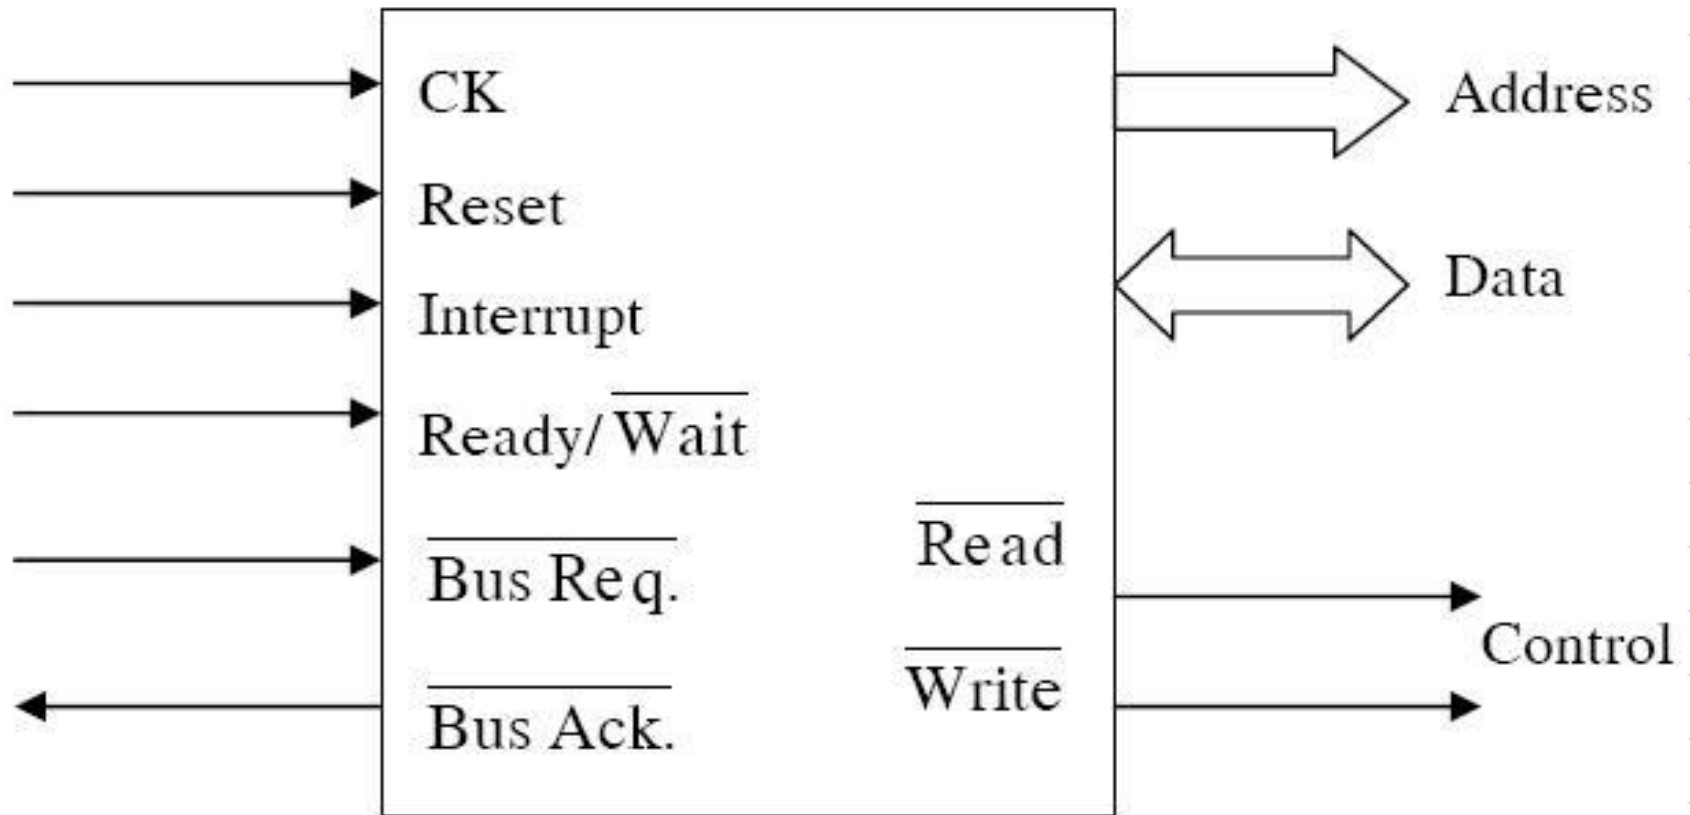 CK
Address
Reset
Data
Interrupt
Ready/Wait
Read
Bus Req.
Control
Write
Bus Ack.